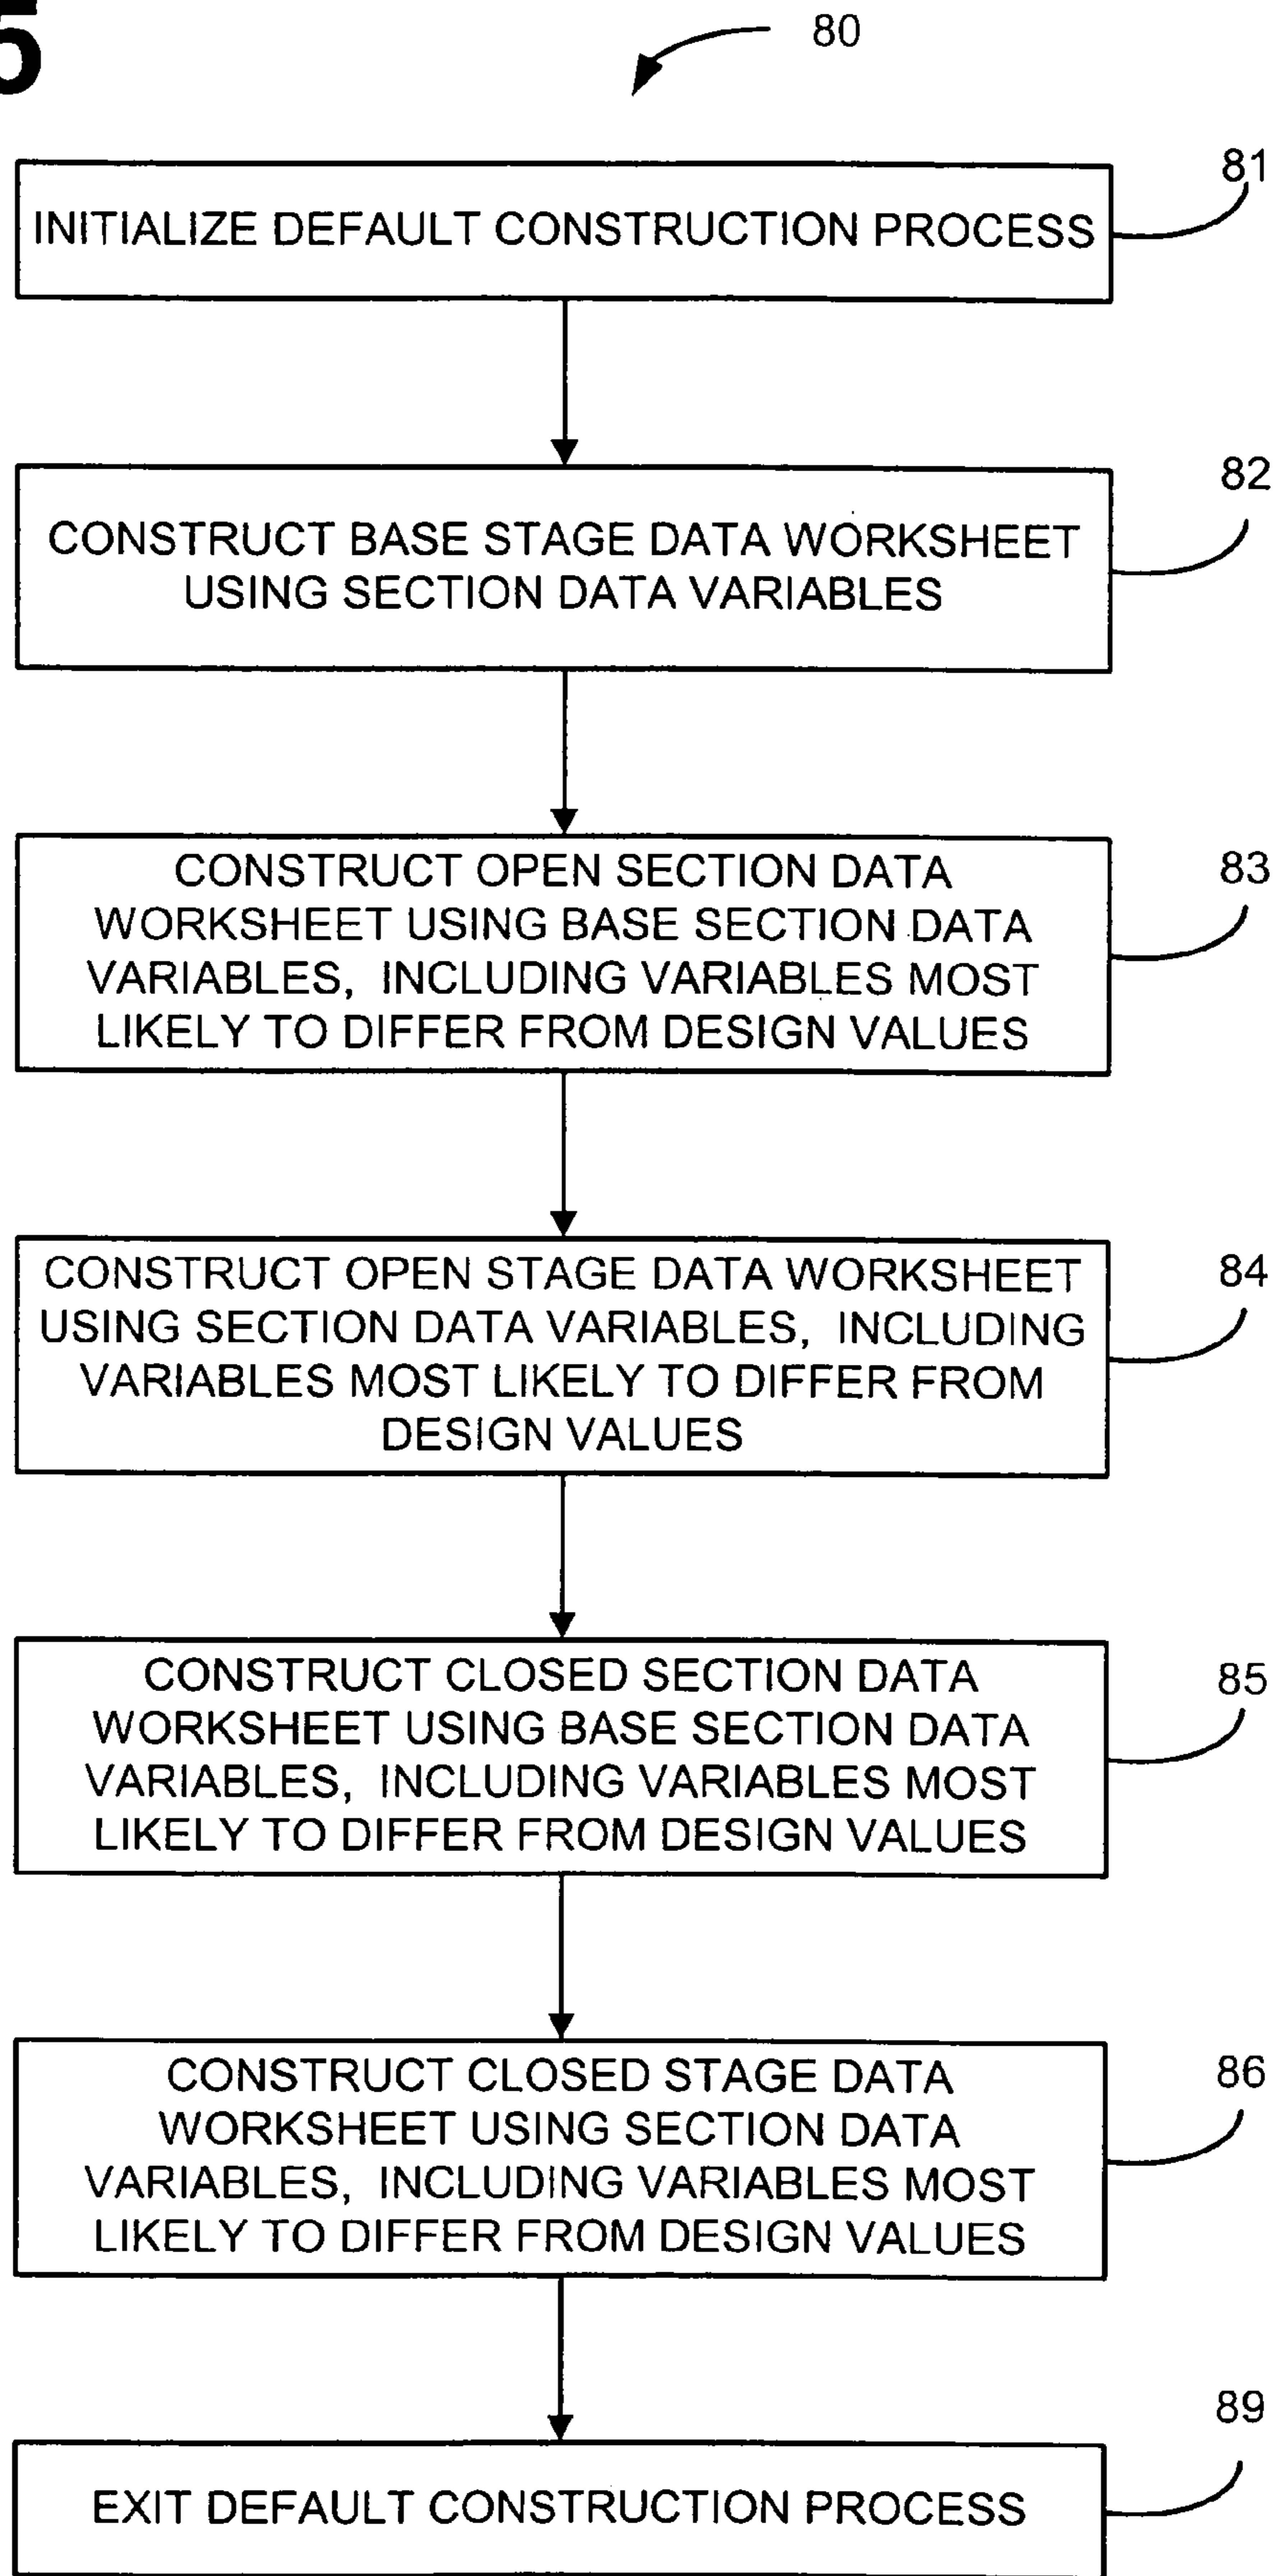 5
80
81
INITIALIZE DEFAULT CONSTRUCTION PROCESS
82
CONSTRUCT BASE STAGE DATA WORKSHEET
USING SECTION DATA VARIABLES
83
CONSTRUCT OPEN SECTION DATA
WORKSHEET USING BASE SECTION DATA
VARIABLES, INCLUDING VARIABLES MOST
LIKELY TO DIFFER FROM DESIGN VALUES
84
CONSTRUCT OPEN STAGE DATA WORKSHEET
USING SECTION DATA VARIABLES, INCLUDING
VARIABLES MOST LIKELY TO DIFFER FROM
DESIGN VALUES
85
CONSTRUCT CLOSED SECTION DATA
WORKSHEET USING BASE SECTION DATA
VARIABLES, INCLUDING VARIABLES MOST
LIKELY TO DIFFER FROM DESIGN VALUES
86
CONSTRUCT CLOSED STAGE DATA
WORKSHEET USING SECTION DATA
VARIABLES, INCLUDING VARIABLES MOST
LIKELY TO DIFFER FROM DESIGN VALUES
89
EXIT DEFAULT CONSTRUCTION PROCESS